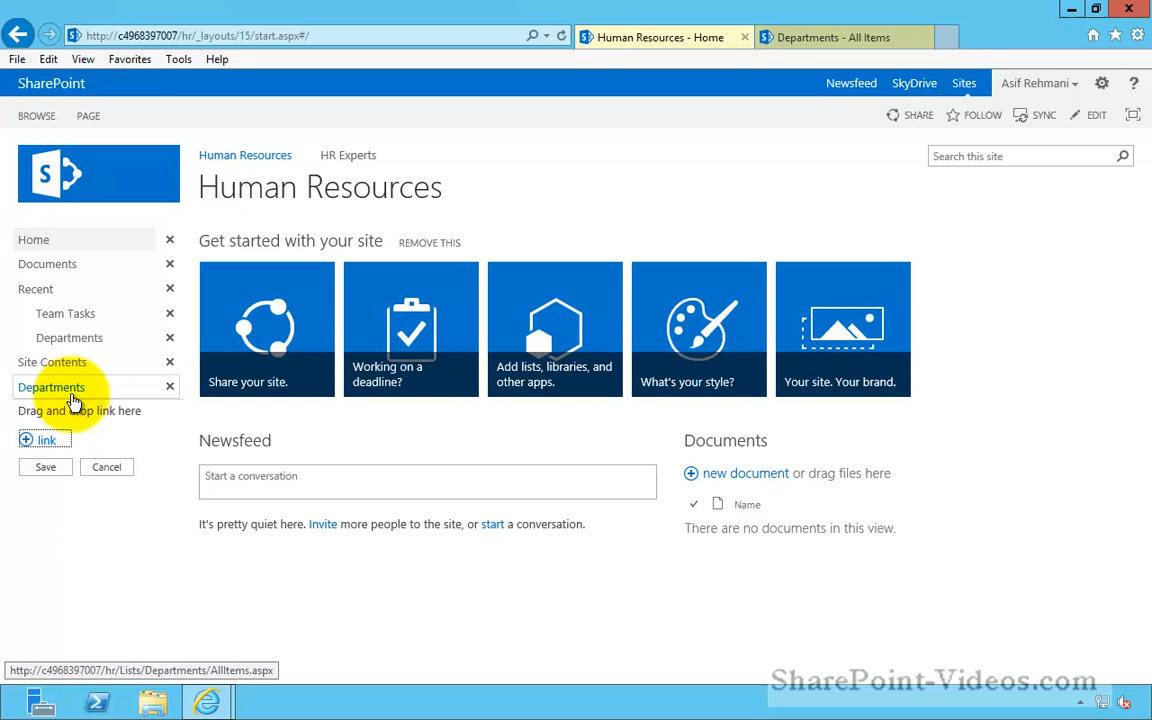 http://c4968397007/hr/_layouts/15/start.aspx#/
Human Resources - Home
Departments - All Items
File Edit View Favorites Tools Help
SharePoint
Newsfeed SkyDrive Sites Asif Rehmani ?
BROWSE PAGE
SHARE FOLLOW SYNC EDIT
Human Resources HR Experts
Search this site
S
Human Resources
Home
Documents
Recent
Team Tasks
Departments
Site Contents
Departments
Drag and drop link here
link
Save Cancel
Get started with your site REMOVE THIS
Share your site.
Working on a
deadline?
Add lists, libraries, and
other apps.
What's your style?
Your site. Your brand.
Newsfeed
Start a conversation
It's pretty quiet here. Invite more people to the site, or start a conversation.
Documents
new document or drag files here
Name
There are no documents in this view.
http://c4968397007/hr/Lists/Departments/AllItems.aspx
SharePoint-Videos.com